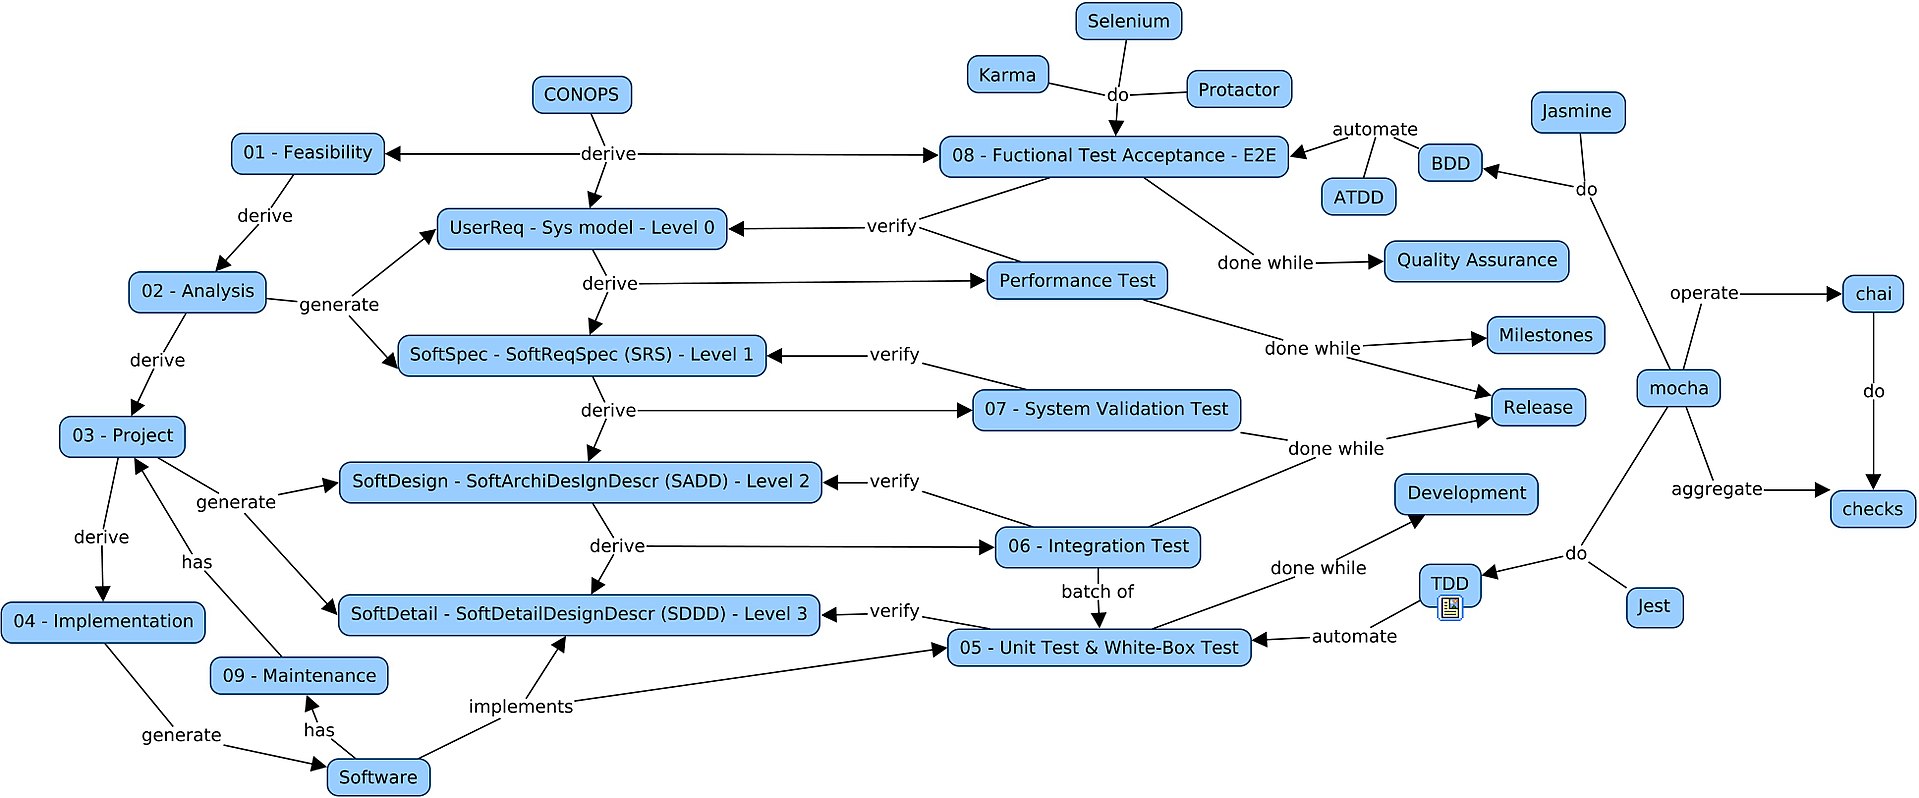 Selenium
Karma
do
Protactor
CONOPS
Jasmine
automate
01 - Feasibility
derive
08 - Fuctional Test Acceptance - E2E
BDD
ATDD
do
derive
UserReq - Sys model - Level 0
verify
done while
Quality Assurance
02 - Analysis
generate
derive
Performance Test
operate
chai
Milestones
done while
derive
SoftSpec - SoftReqSpec (SRS) - Level 1
verify
mocha
do
03 - Project
derive
07 - System Validation Test
Release
done while
generate
SoftDesign - SoftArchiDesIgnDescr (SADD) - Level 2
verify
Development
aggregate
checks
derive
has
derive
06 - Integration Test
do
done while
batch of
TDD
Jest
04 - Implementation
SoftDetail - SoftDetailDesignDescr (SDDD) - Level 3
verify
automate
05 - Unit Test & White-Box Test
09 - Maintenance
implements
generate
has
Software